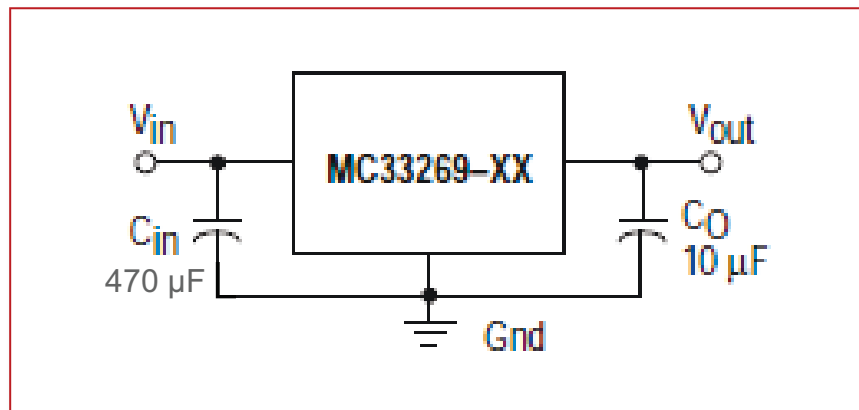 Vin
Vout
MC33269–XX
Cin
470 µF
CO
10 µF
Gnd